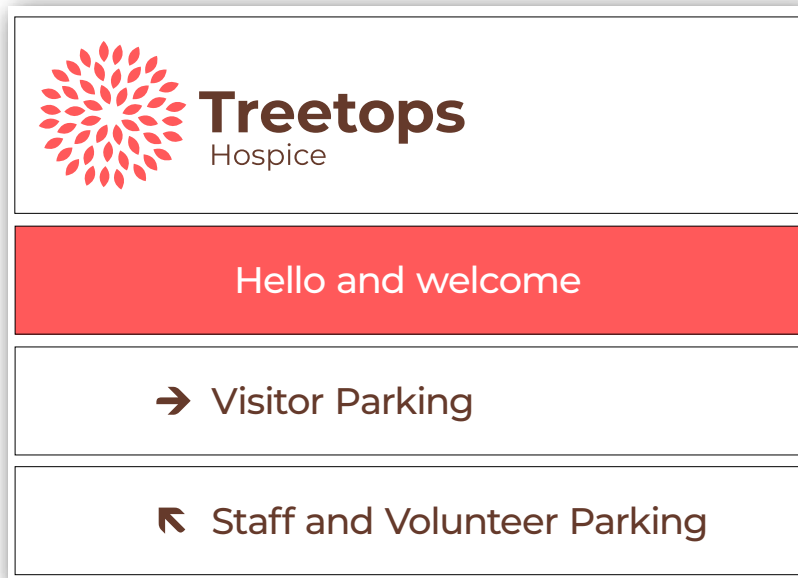 Treetops
Hospice
Hello and welcome
→ Visitor Parking
↖ Staff and Volunteer Parking